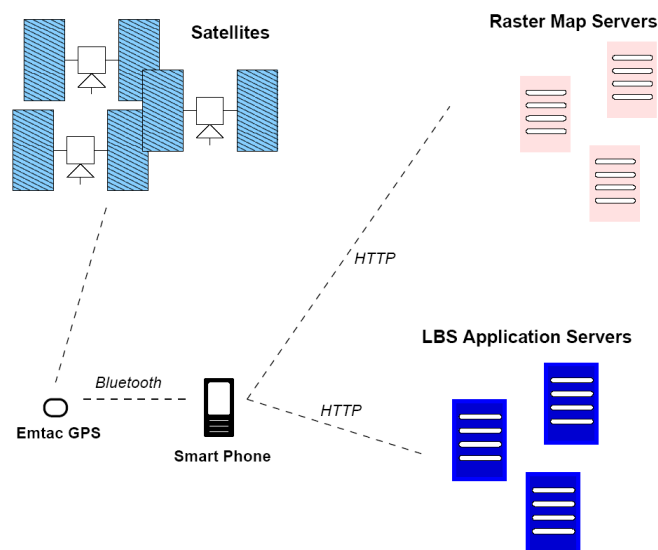 Satellites
Raster Map Servers
HTTP
LBS Application Servers
Bluetooth
HTTP
Emtac GPS
Smart Phone